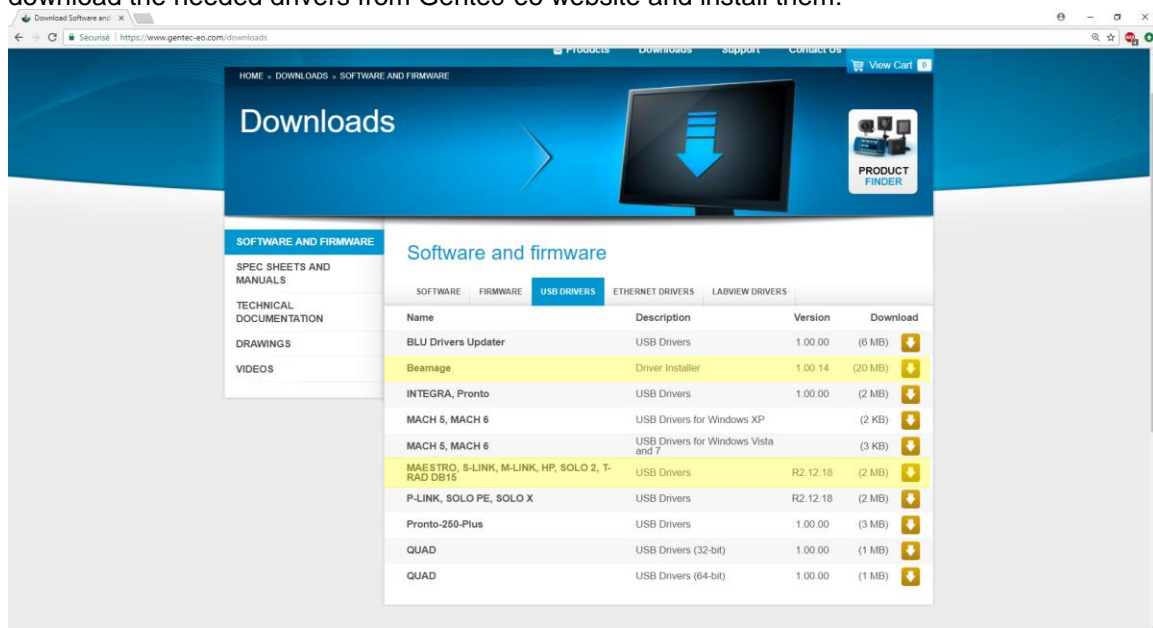 download the needed drivers from Gentec-eo website and install them.
Download Software and
Sécurisé https://www.gentec-eo.com/downloads
Products Downloads Support Contact Us
View Cart 0
HOME » DOWNLOADS » SOFTWARE AND FIRMWARE
Downloads
PRODUCT
FINDER
SOFTWARE AND FIRMWARE
SPEC SHEETS AND
MANUALS
TECHNICAL
DOCUMENTATION
DRAWINGS
VIDEOS
Software and firmware
SOFTWARE FIRMWARE USB DRIVERS ETHERNET DRIVERS LABVIEW DRIVERS
Name Description Version Download
BLU Drivers Updater USB Drivers 1.00.00 (6 MB)
Beamage Driver Installer 1.00.14 (20 MB)
INTEGRA, Pronto USB Drivers 1.00.00 (2 MB)
MACH 5, MACH 6 USB Drivers for Windows XP (2 KB)
MACH 5, MACH 6 USB Drivers for Windows Vista
and 7 (3 KB)
MAESTRO, S-LINK, M-LINK, HP, SOLO 2, T-
RAD DB15 USB Drivers R2.12.18 (2 MB)
P-LINK, SOLO PE, SOLO X USB Drivers R2.12.18 (2 MB)
Pronto-250-Plus USB Drivers 1.00.00 (3 MB)
QUAD USB Drivers (32-bit) 1.00.00 (1 MB)
QUAD USB Drivers (64-bit) 1.00.00 (1 MB)